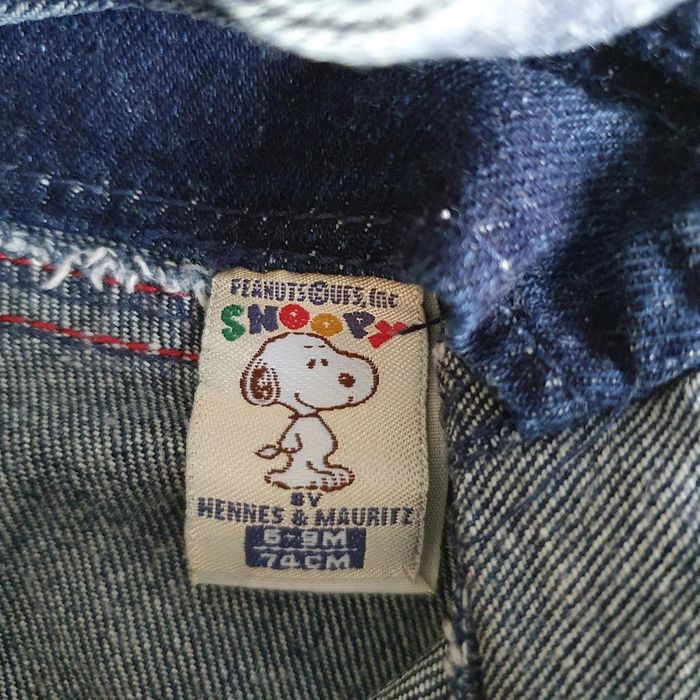 PEANUTS © UFS, INC
SNOOPY
BY
HENNES & MAURITZ
6-9M
74CM